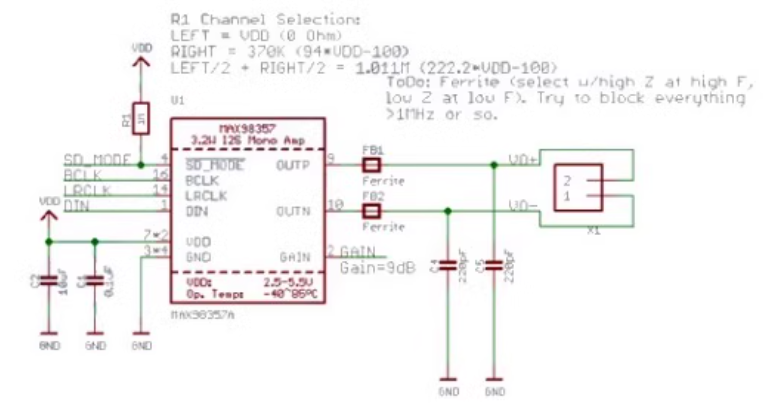 R1 Channel Selection:
LEFT = VDD (0 Ohm)
RIGHT = 370K (94*VDD-100)
LEFT/2 + RIGHT/2 = 1.011M (222.2*VDD-100)
ToDo: Ferrite (select w/high Z at high F,
low Z at low F). Try to block everything
>1MHz or so.
VDD
R1
1M
U1
MAX98357
3.2W I2S Mono Amp
SD_MODE
4
SD_MODE
OUTP
9
FB1
Ferrite
VO+
BCLK
16
BCLK
LRCLK
14
LRCLK
DIN
1
DIN
OUTN
10
FB2
Ferrite
VO-
2
1
X1
VDD
7*2
VDD
3*4
GND
GAIN
2
GAIN
Gain=9dB
VDD: 2.5-5.5V
Op. Temp: -40~85°C
MAX98357A
C2
10uF
C1
0.1uF
C4
220pF
C5
220pF
GND
GND
GND
GND
GND